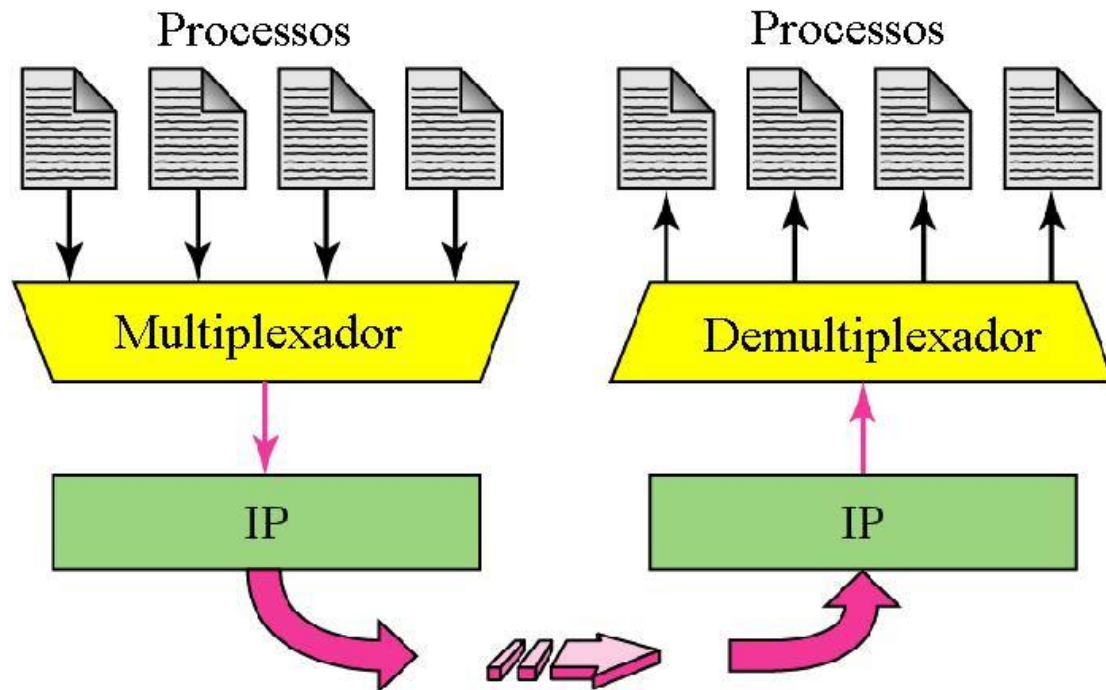 Processos
Processos
Multiplexador
Demultiplexador
IP
IP